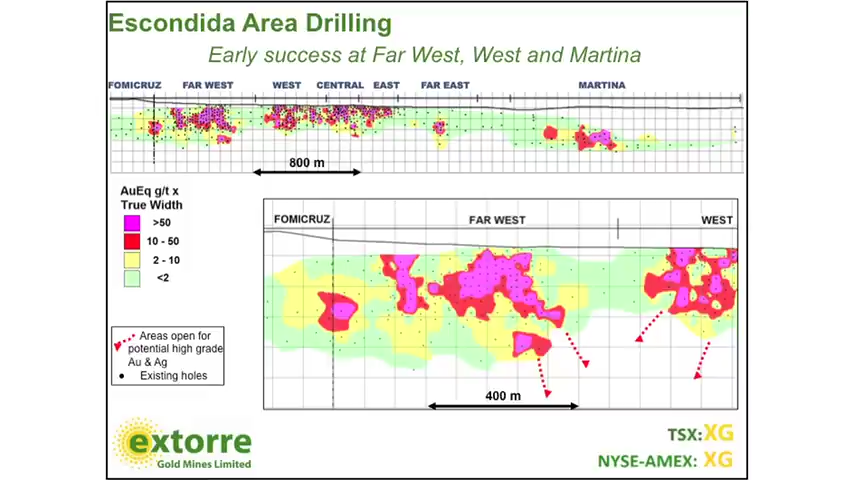 Escondida Area Drilling
Early success at Far West, West and Martina
FOMICRUZ FAR WEST WEST CENTRAL EAST FAR EAST MARTINA
800 m
AuEq g/t x
True Width
>50
10 - 50
2 - 10
<2
FOMICRUZ FAR WEST WEST
Areas open for
potential high grade
Au & Ag
Existing holes
400 m
extorre
Gold Mines Limited
TSX:XG
NYSE-AMEX: XG